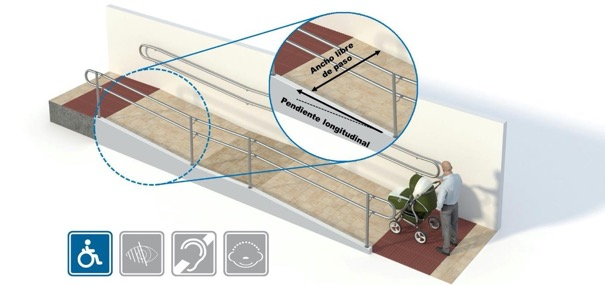 Ancho libre
de paso
Pendiente longitudinal